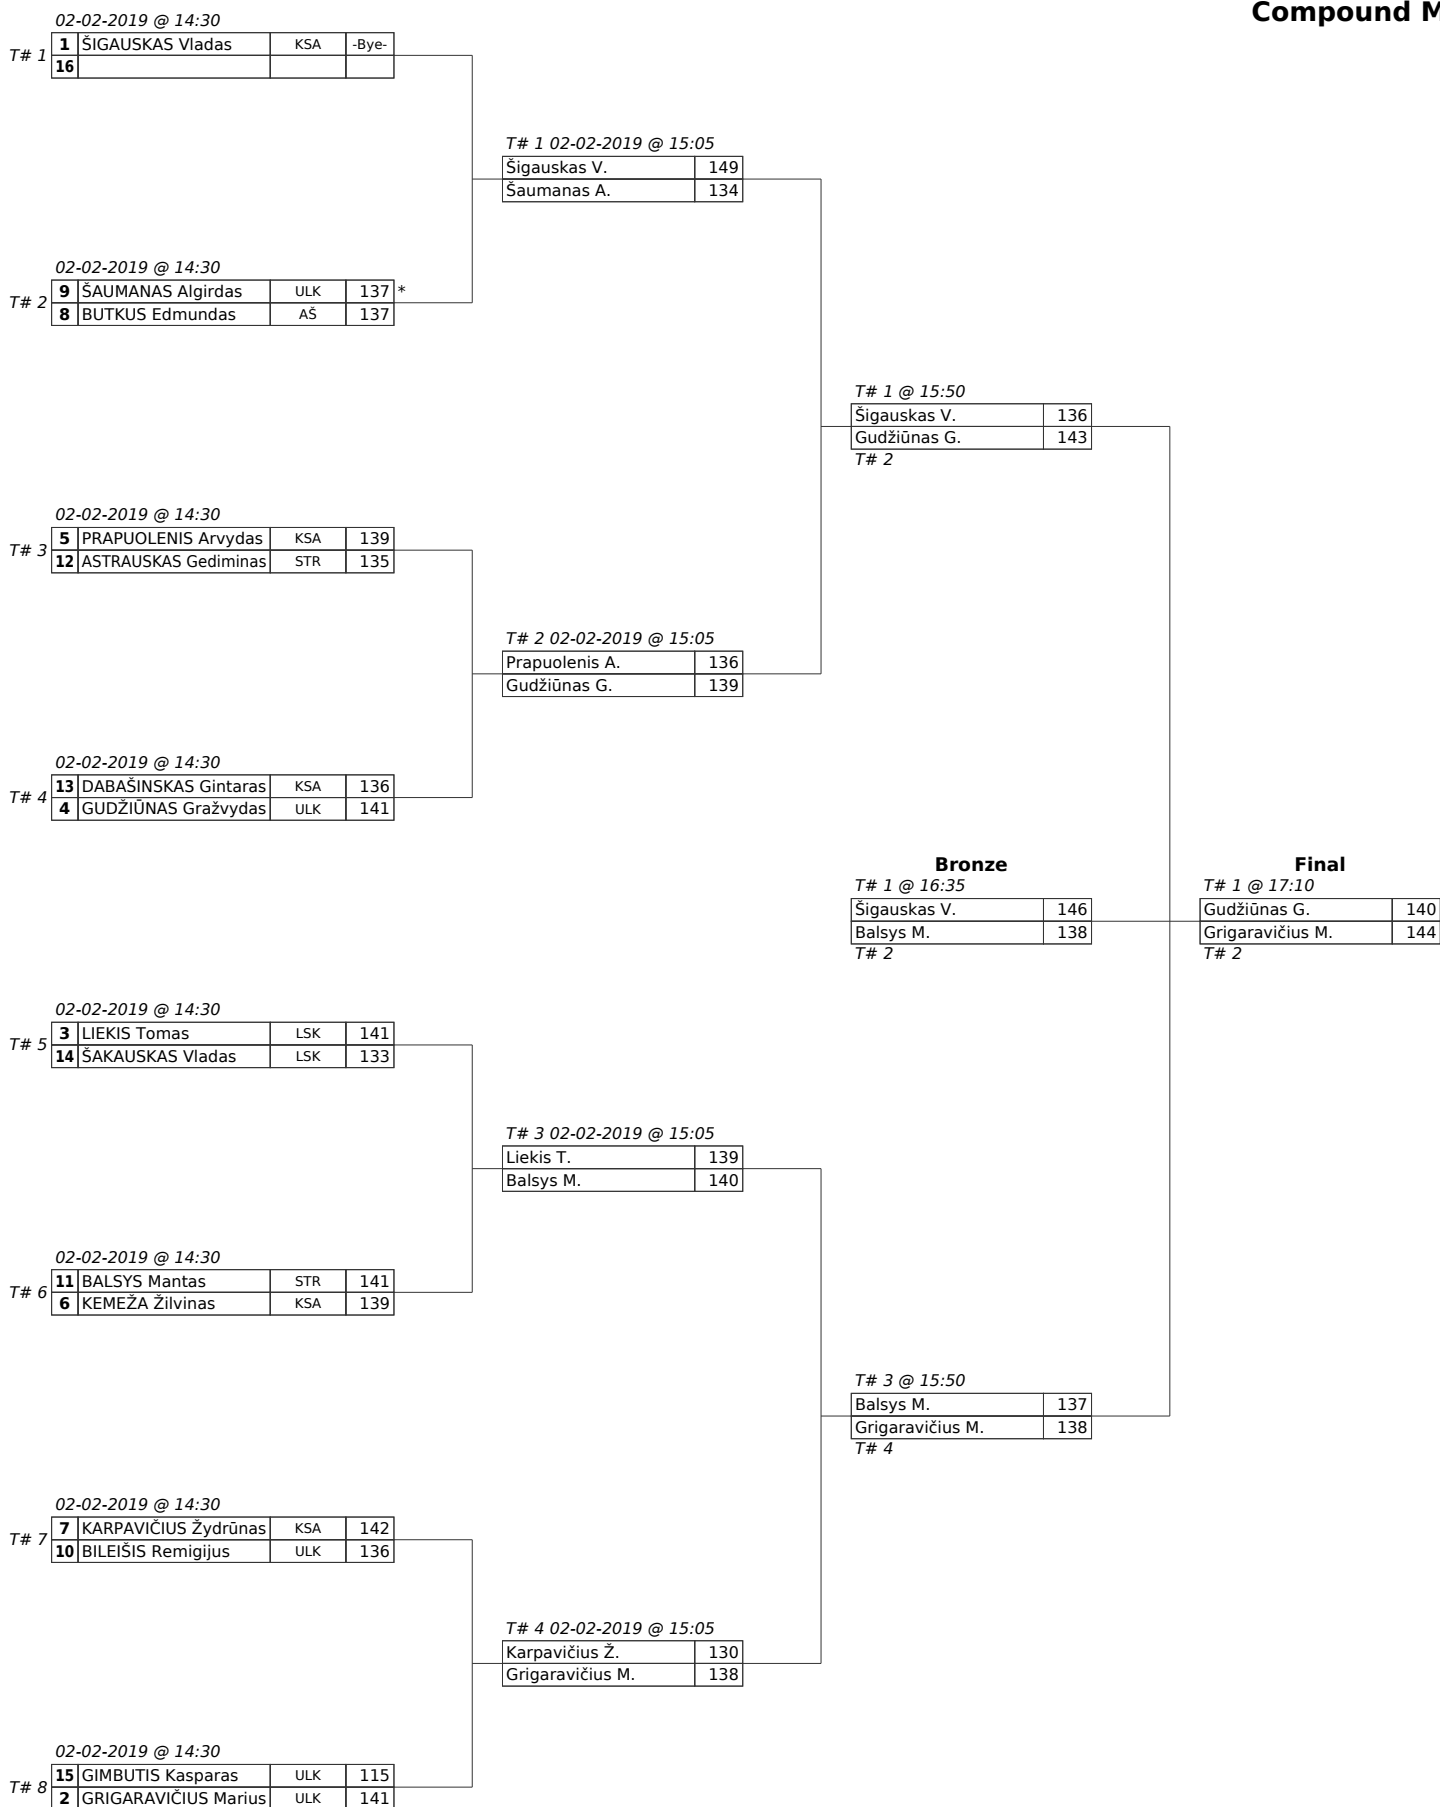 Compound M
02-02-2019 @ 14:30
T# 1
1 ŠIGAUSKAS Vladas KSA -Bye-
16
T# 1 02-02-2019 @ 15:05
Šigauskas V. 149
Šaumanas A. 134
02-02-2019 @ 14:30
T# 2
9 ŠAUMANAS Algirdas ULK 137 *
8 BUTKUS Edmundas AŠ 137
T# 1 @ 15:50
Šigauskas V. 136
Gudžiūnas G. 143
T# 2
02-02-2019 @ 14:30
T# 3
5 PRAPUOLENIS Arvydas KSA 139
12 ASTRAUSKAS Gediminas STR 135
T# 2 02-02-2019 @ 15:05
Prapuolenis A. 136
Gudžiūnas G. 139
02-02-2019 @ 14:30
T# 4
13 DABAŠINSKAS Gintaras KSA 136
4 GUDŽIŪNAS Gražvydas ULK 141
Bronze
T# 1 @ 16:35
Šigauskas V. 146
Balsys M. 138
T# 2
Final
T# 1 @ 17:10
Gudžiūnas G. 140
Grigaravičius M. 144
T# 2
02-02-2019 @ 14:30
T# 5
3 LIEKIS Tomas LSK 141
14 ŠAKAUSKAS Vladas LSK 133
T# 3 02-02-2019 @ 15:05
Liekis T. 139
Balsys M. 140
02-02-2019 @ 14:30
T# 6
11 BALSYS Mantas STR 141
6 KEMEŽA Žilvinas KSA 139
T# 3 @ 15:50
Balsys M. 137
Grigaravičius M. 138
T# 4
02-02-2019 @ 14:30
T# 7
7 KARPAVIČIUS Žydrūnas KSA 142
10 BILEIŠIS Remigijus ULK 136
T# 4 02-02-2019 @ 15:05
Karpavičius Ž. 130
Grigaravičius M. 138
02-02-2019 @ 14:30
T# 8
15 GIMBUTIS Kasparas ULK 115
2 GRIGARAVIČIUS Marius ULK 141